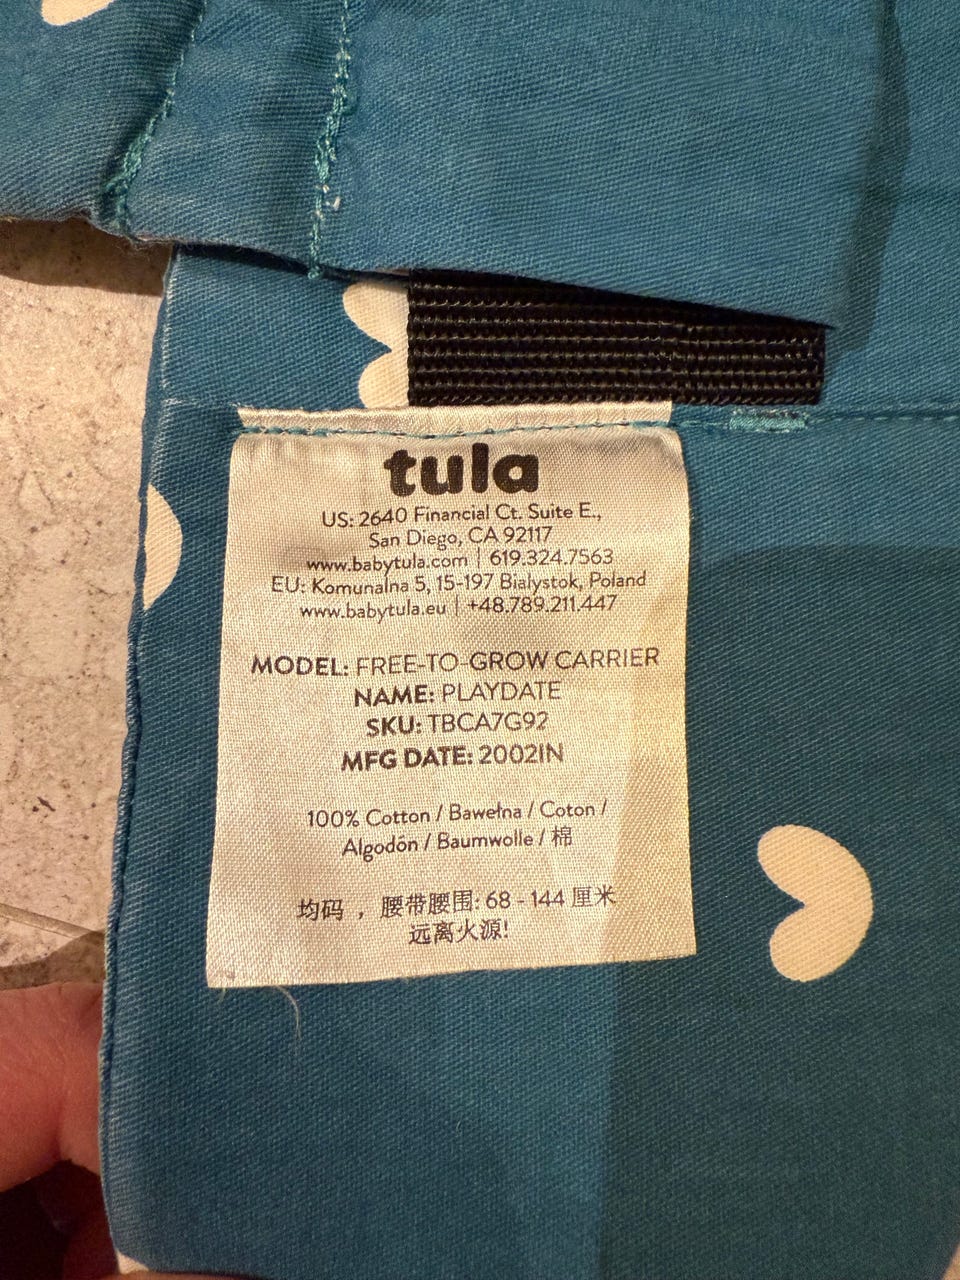 tula
US: 2640 Financial Ct. Suite E.,
San Diego, CA 92117
www.babytula.com | 619.324.7563
EU: Komunalna 5, 15-197 Bialystok, Poland
www.babytula.eu | +48.789.211.447
MODEL: FREE-TO-GROW CARRIER
NAME: PLAYDATE
SKU: TBCA7G92
MFG DATE: 2002IN
100% Cotton / Bawełna / Coton /
Algodón / Baumwolle / 棉
均码 ，腰带腰围: 68 - 144 厘米
远离火源!